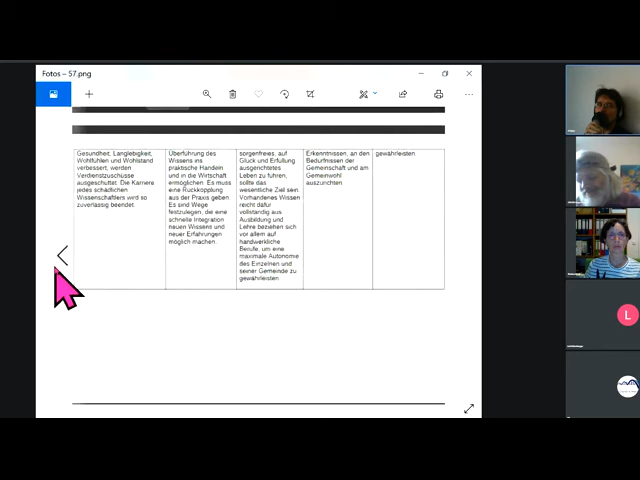 Fotos – 57.png
Gesundheit, Langlebigkeit,
Wohlfühlen und Wohlstand
verbessert, werden
Verdienstzuschüsse
ausgeschüttet. Die Karriere
jedes schädlichen
Wissenschaftlers wird so
zuverlässig beendet.
Überführung des
Wissens ins
praktische Handeln
und in die Wirtschaft
ermöglichen. Es muss
eine Rückkopplung
aus der Praxis geben
Es sind Wege
festzulegen, die eine
schnelle Integration
neuen Wissens und
neuer Erfahrungen
möglich machen.
sorgenfreies, auf
Glück und Erfüllung
ausgerichtetes
Leben zu führen,
sollte das
wesentliche Ziel sein.
Vorhandenes Wissen
reicht dafür
vollständig aus.
Ausbildung und
Lehre beziehen sich
vor allem auf
handwerkliche
Berufe, um eine
maximale Autonomie
des Einzelnen und
seiner Gemeinde zu
gewährleisten
Erkenntnissen, an den
Bedürfnissen der
Gemeinschaft und am
Gemeinwohl
auszurichten
gewährleisten
L